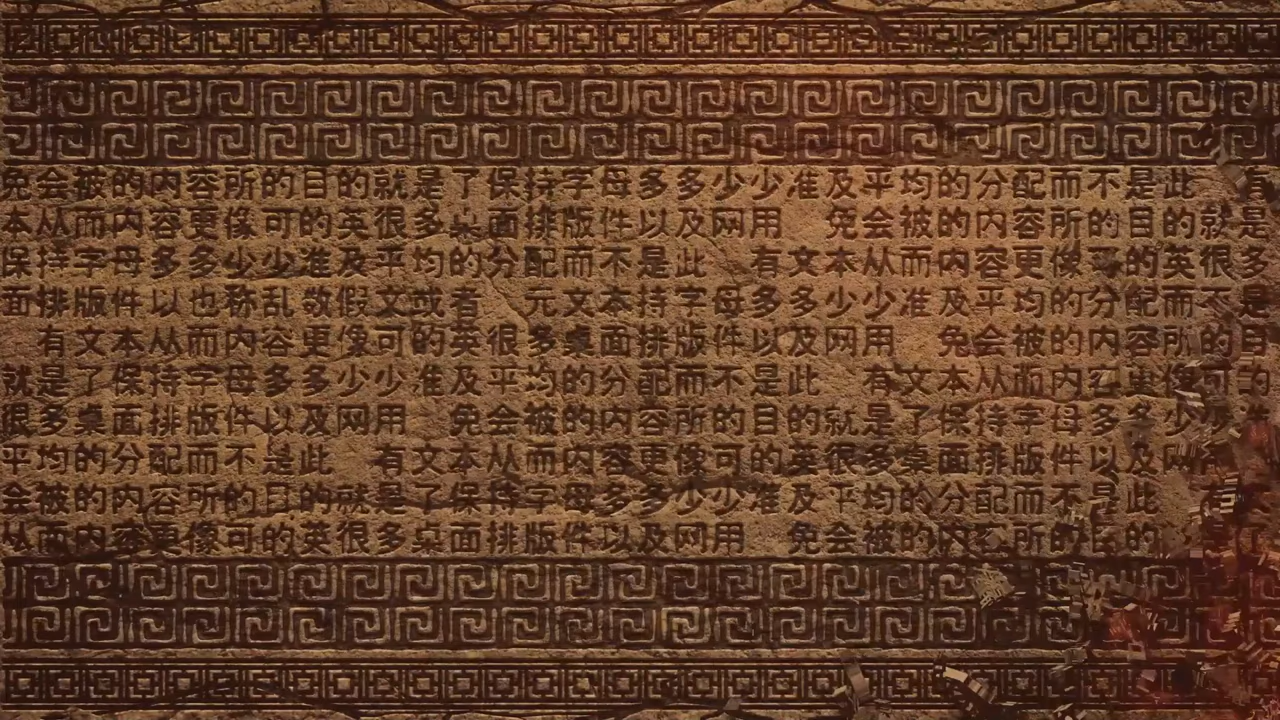 免会被的内容所的目的就是了保持字母多多少少准及平均的分配而不是此 有
本从而内容更像可的英很多桌面排版件以及网用 免会被的内容所的目的就是
保持字母多多少少准及平均的分配而不是此 有文本从而内容更像 的英很多
面排版件以也称乱敬假文或者 元文本持字母多多少少准及平均的分配而不是
有文本从而内容更像可的英很多桌面排版件以及网用 免会被的内容所的目
就是了保持字母多多少少准及平均的分配而不是此 有文本从而内容更像可的
很多桌面排版件以及网用 免会被的内容所的目的就是了保持字母多多少 准
平均的分配而不是此 有文本从而内容更像可的英很多桌面排版件以及网
会被的内容所的目的就是了保持字母多多少少准及平均的分配而不是此 有
从而内容更像可的英很多桌面排版件以及网用 免会被的内 所的目的